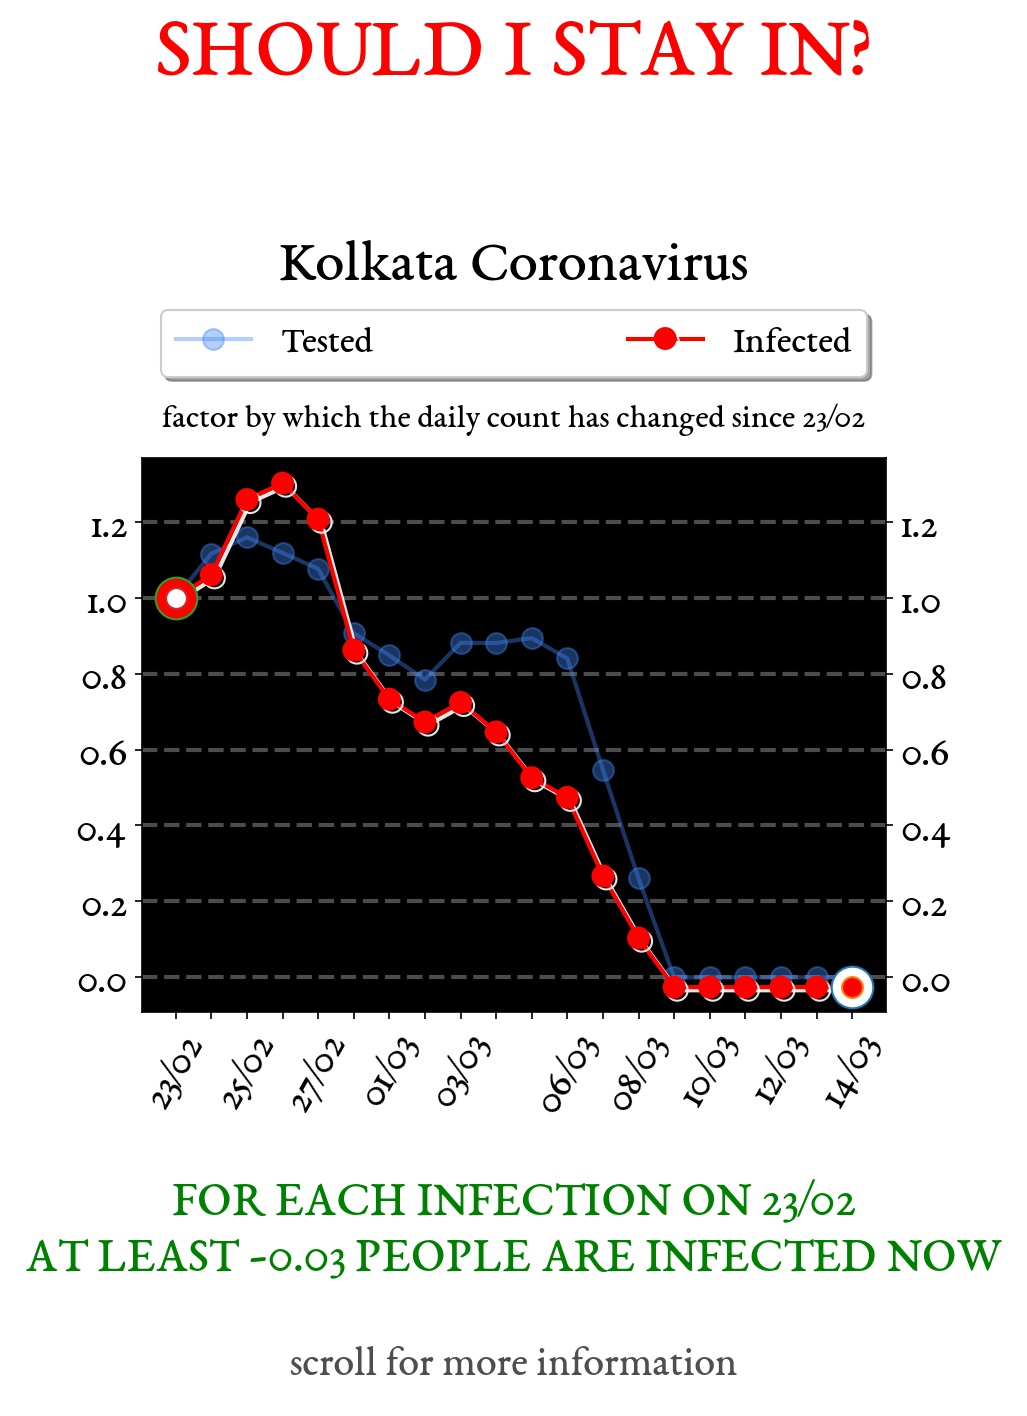 SHOULD I STAY IN?
Kolkata Coronavirus
Tested Infected
factor by which the daily count has changed since 23/02
1.2 1.2
1.0 1.0
0.8 0.8
0.6 0.6
0.4 0.4
0.2 0.2
0.0 0.0
23/02 25/02 27/02 01/03 03/03 06/03 08/03 10/03 12/03 14/03
FOR EACH INFECTION ON 23/02
AT LEAST -0.03 PEOPLE ARE INFECTED NOW
scroll for more information